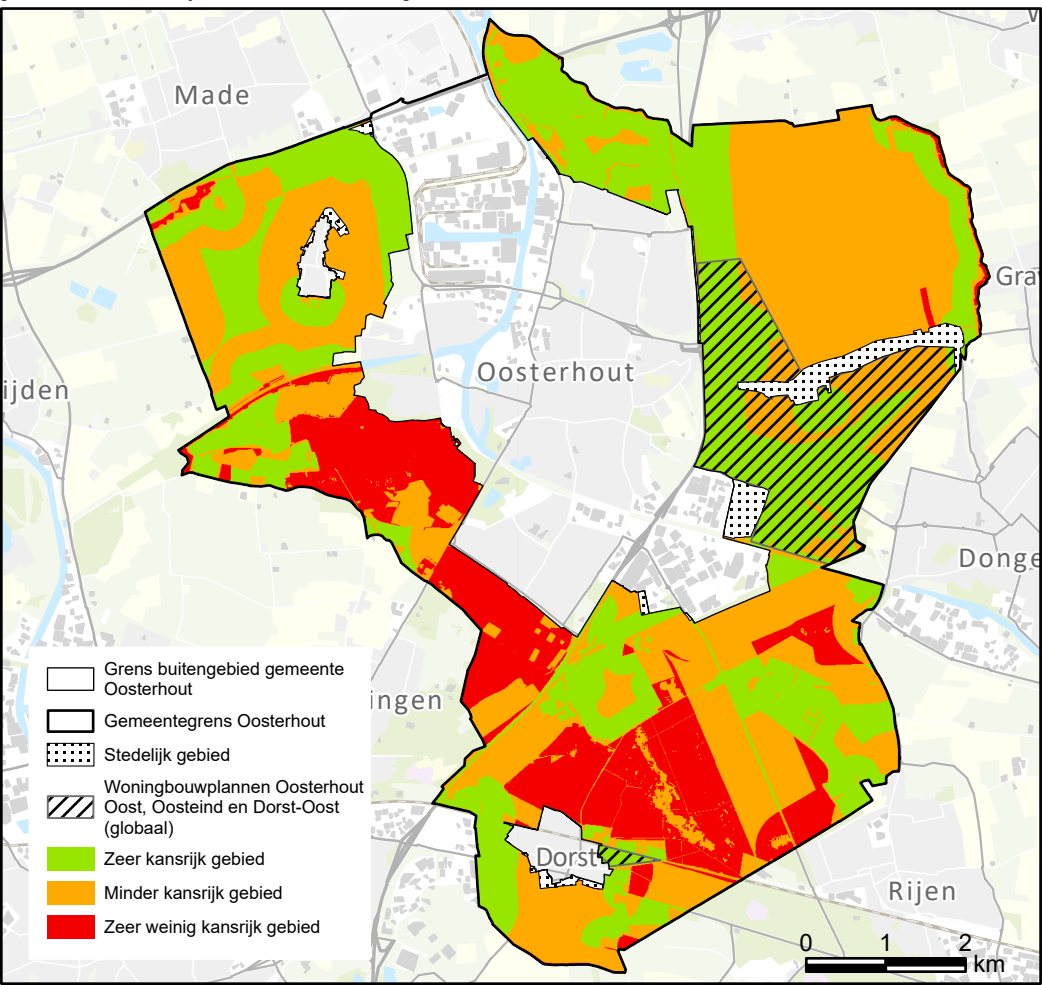 Made
Gra
Oosterhout
ijden
Donge
ingen
Dorst
Rijen
Grens buitengebied gemeente
Oosterhout
Gemeentegrens Oosterhout
Stedelijk gebied
Woningbouwplannen Oosterhout
Oost, Oosteind en Dorst-Oost
(globaal)
Zeer kansrijk gebied
Minder kansrijk gebied
Zeer weinig kansrijk gebied
0 1 2
km